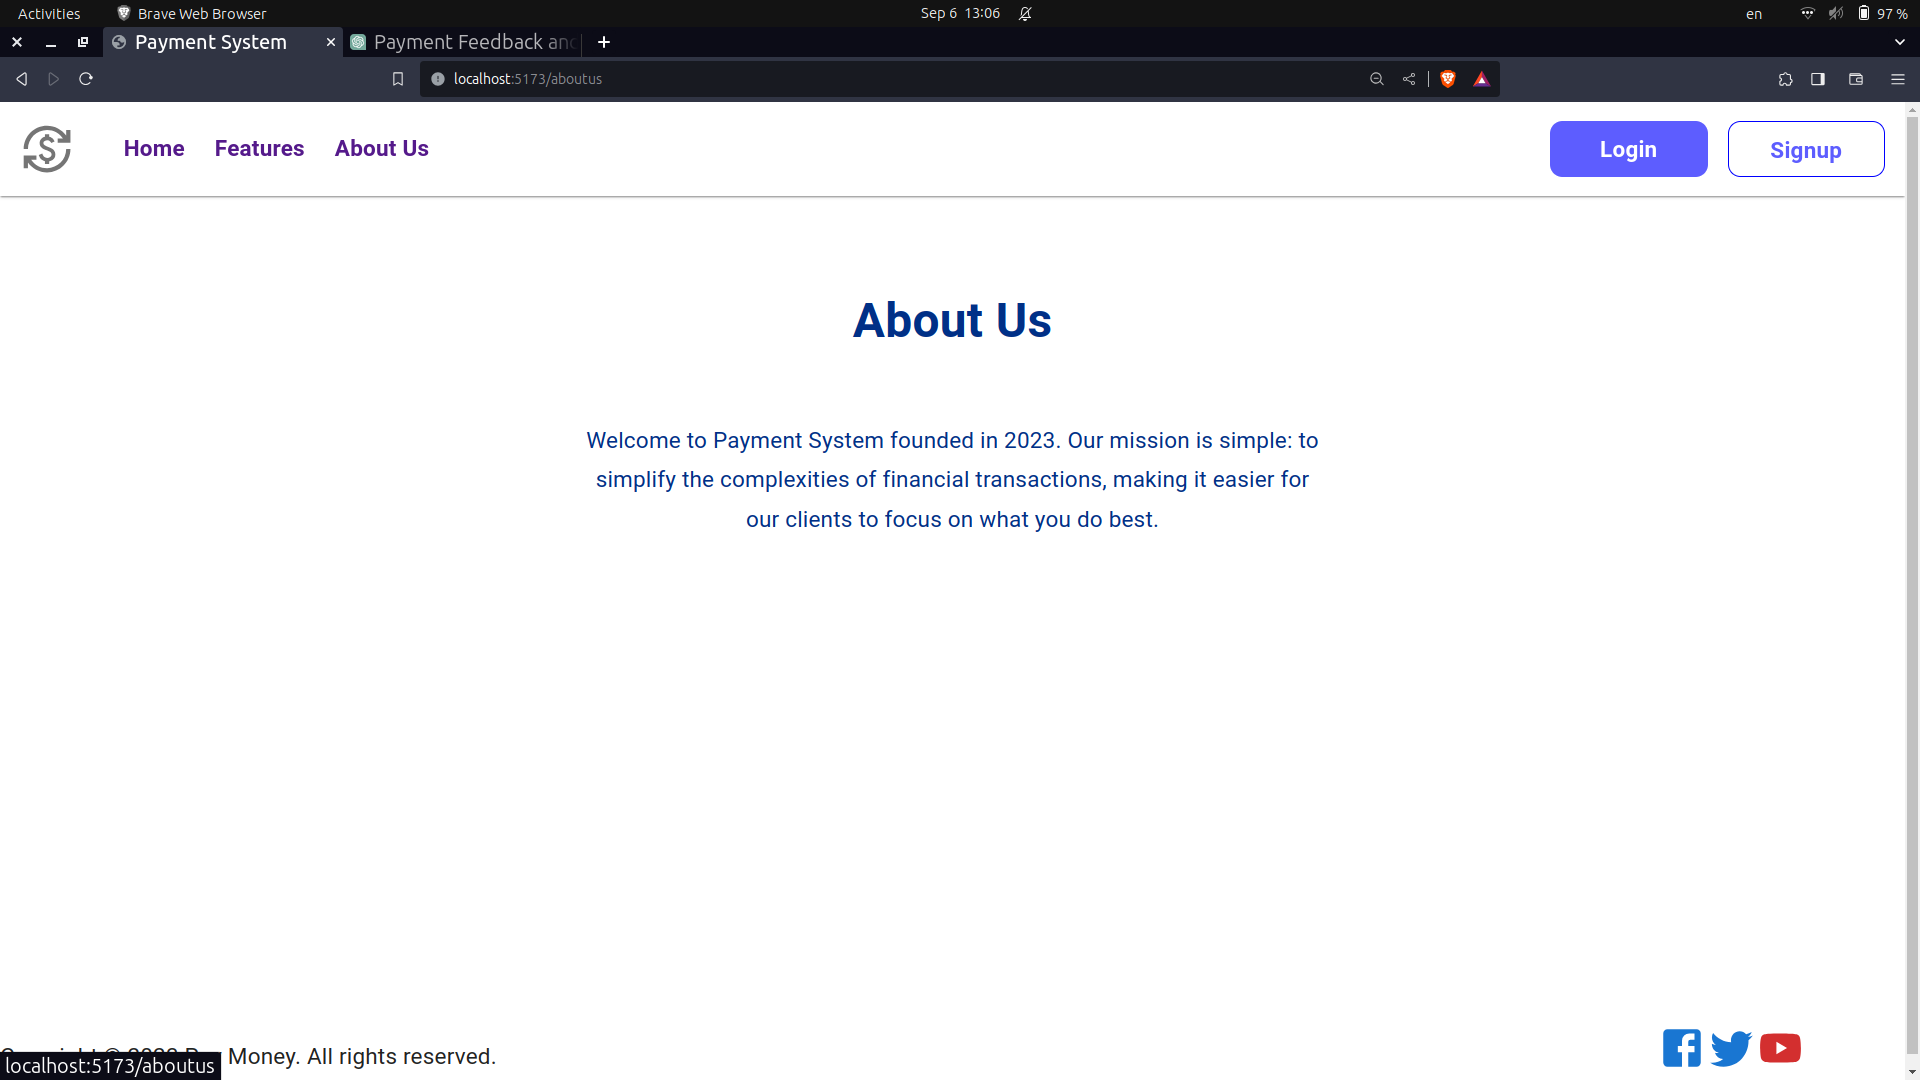 Activities Brave Web Browser Sep 6 13:06 en 97 %
Payment System Payment Feedback and
localhost:5173/aboutus
Home Features About Us Login Signup
About Us
Welcome to Payment System founded in 2023. Our mission is simple: to
simplify the complexities of financial transactions, making it easier for
our clients to focus on what you do best.
Money. All rights reserved.
localhost:5173/aboutus